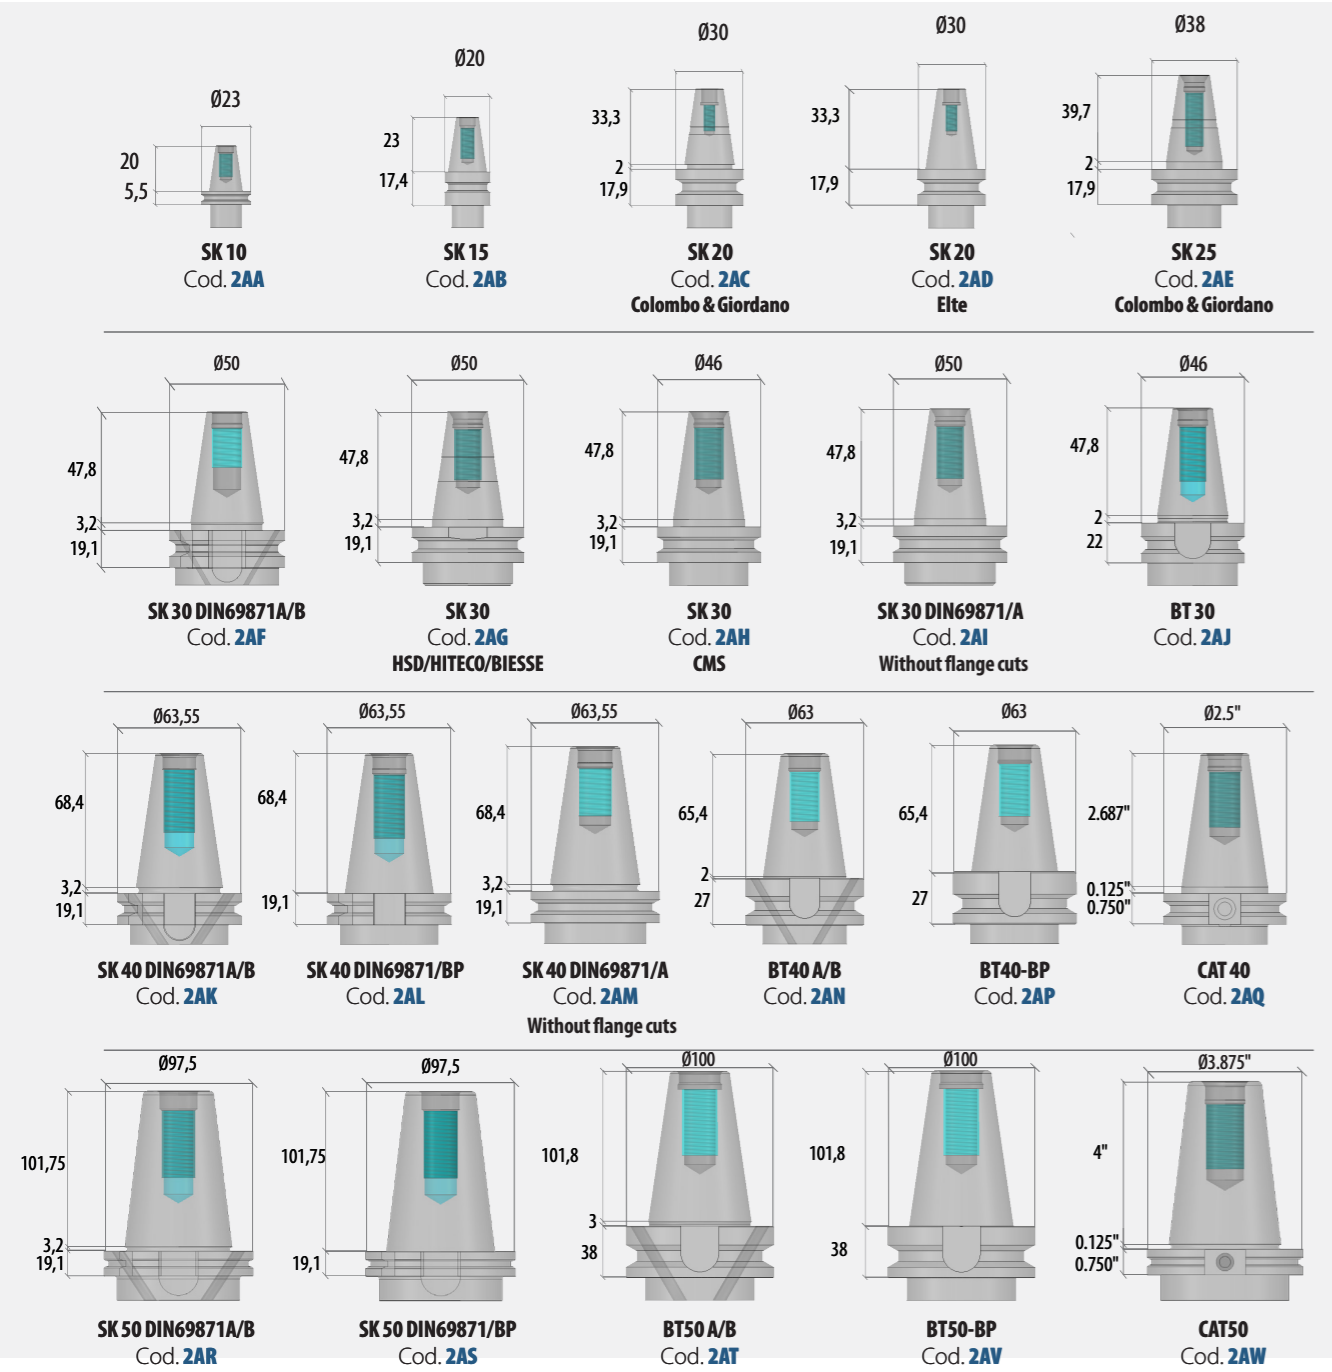 Ø23
20
5,5
SK 10
Cod. 2AA
Ø20
23
17,4
SK 15
Cod. 2AB
Ø30
33,3
2
17,9
SK 20
Cod. 2AC
Colombo & Giordano
Ø30
33,3
17,9
SK 20
Cod. 2AD
Elte
Ø38
39,7
2
17,9
SK 25
Cod. 2AE
Colombo & Giordano
Ø50
47,8
3,2
19,1
SK 30 DIN69871A/B
Cod. 2AF
Ø50
47,8
3,2
19,1
SK 30
Cod. 2AG
HSD/HITECO/BIESSE
Ø46
47,8
3,2
19,1
SK 30
Cod. 2AH
CMS
Ø50
47,8
3,2
19,1
SK 30 DIN69871/A
Cod. 2AI
Without flange cuts
Ø46
47,8
2
22
BT 30
Cod. 2AJ
Ø63,55
68,4
3,2
19,1
SK 40 DIN69871A/B
Cod. 2AK
Ø63,55
68,4
19,1
SK 40 DIN69871/BP
Cod. 2AL
Ø63,55
68,4
3,2
19,1
SK 40 DIN69871/A
Cod. 2AM
Without flange cuts
Ø63
65,4
2
27
BT40 A/B
Cod. 2AN
Ø63
65,4
27
BT40-BP
Cod. 2AP
Ø2.5"
2.687"
0.125"
0.750"
CAT 40
Cod. 2AQ
Ø97,5
101,75
3,2
19,1
SK 50 DIN69871A/B
Cod. 2AR
Ø97,5
101,75
19,1
SK 50 DIN69871/BP
Cod. 2AS
Ø100
101,8
3
38
BT50 A/B
Cod. 2AT
Ø100
101,8
38
BT50-BP
Cod. 2AV
Ø3.875"
4"
0.125"
0.750"
CAT50
Cod. 2AW